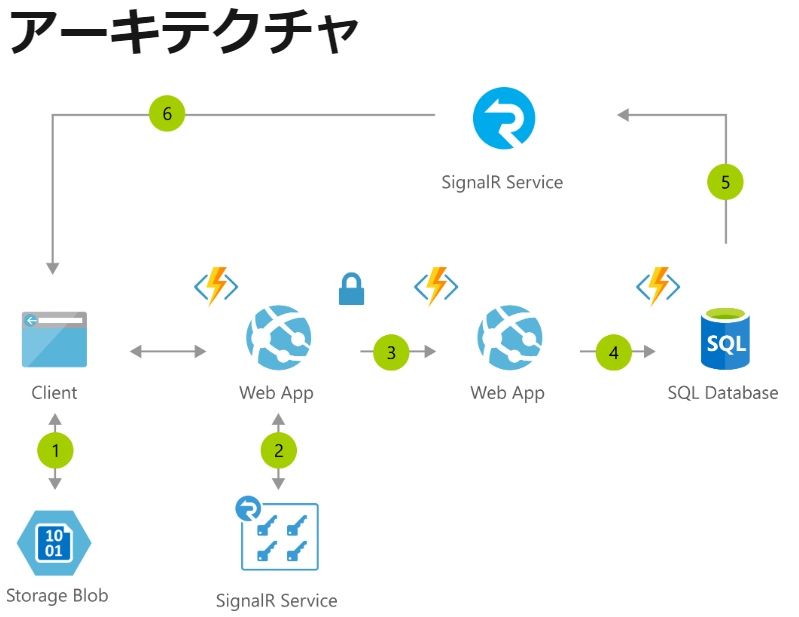 アーキテクチャ
6
SignalR Service
5
Client
Web App
3
Web App
4
SQL
SQL Database
1
2
10
01
Storage Blob
SignalR Service